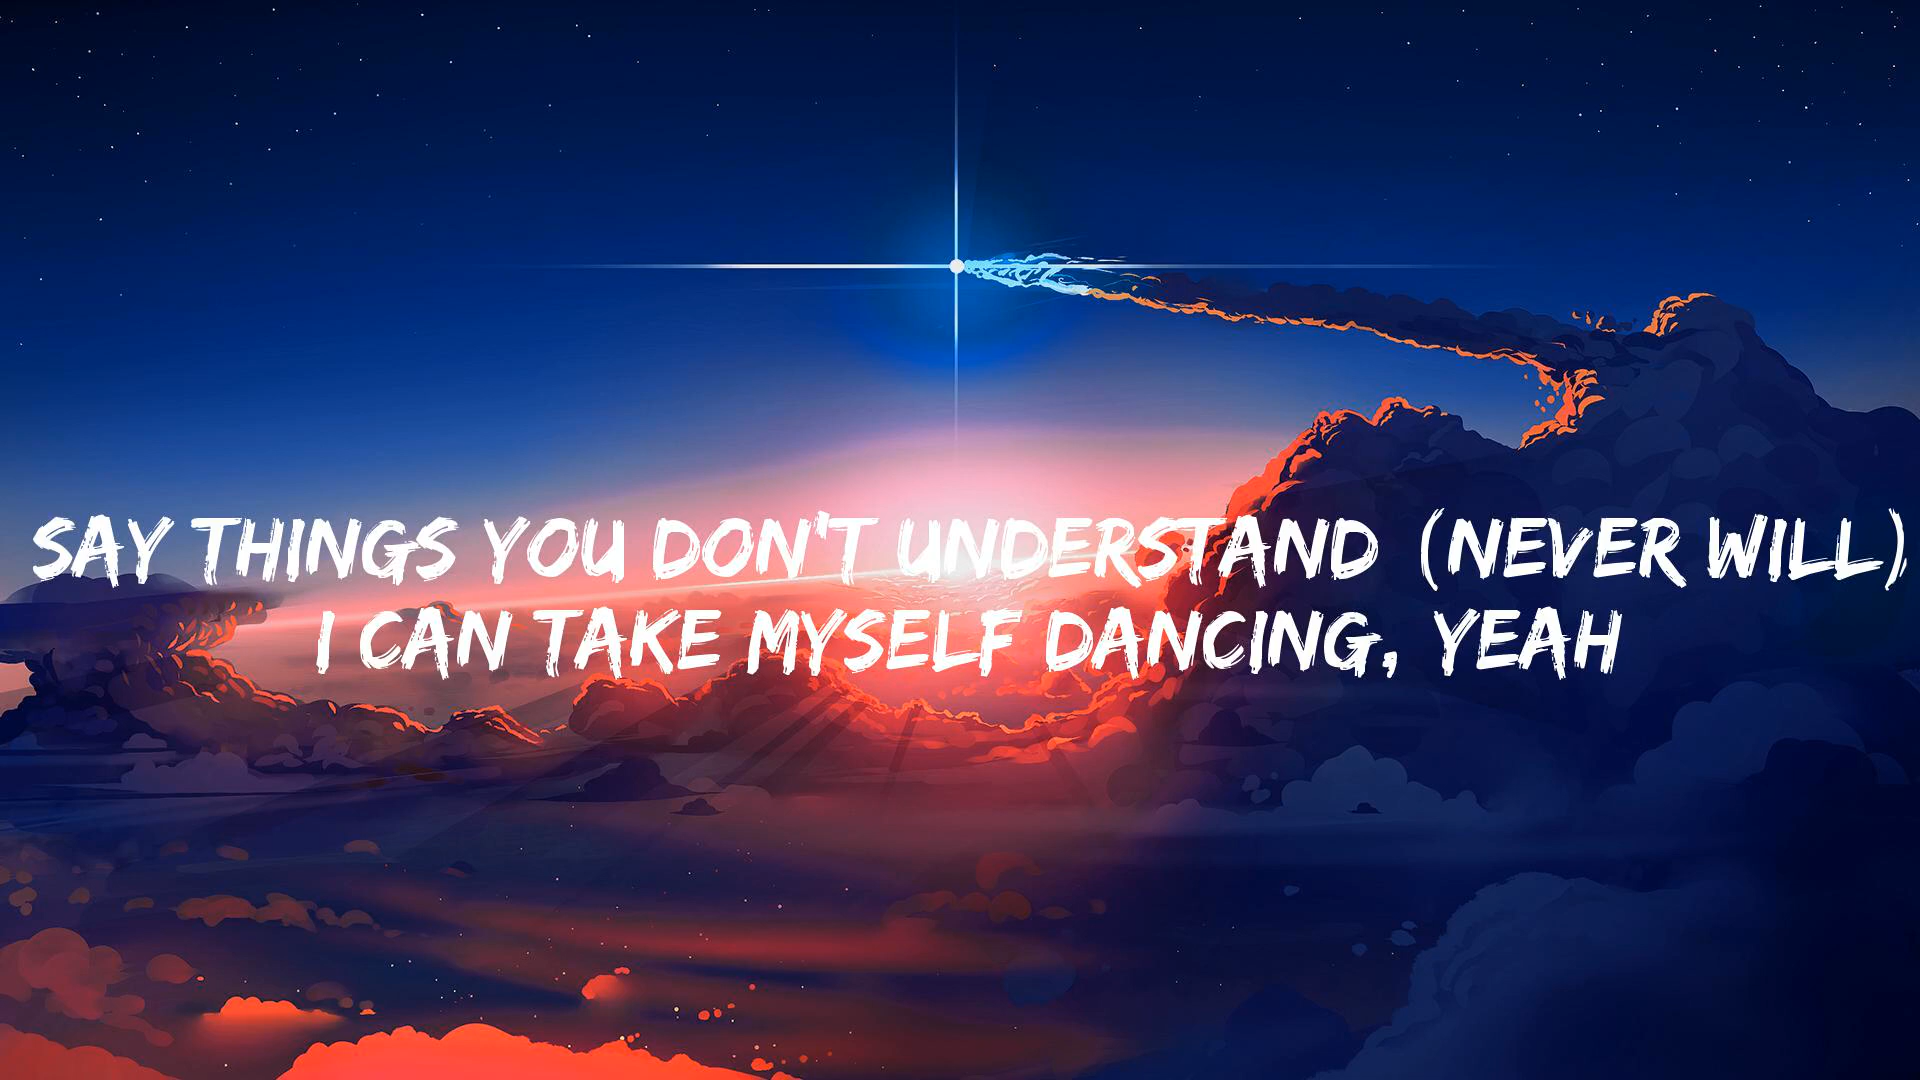 SAY THINGS YOU DON'T UNDERSTAND (NEVER WILL)
I CAN TAKE MYSELF DANCING, YEAH